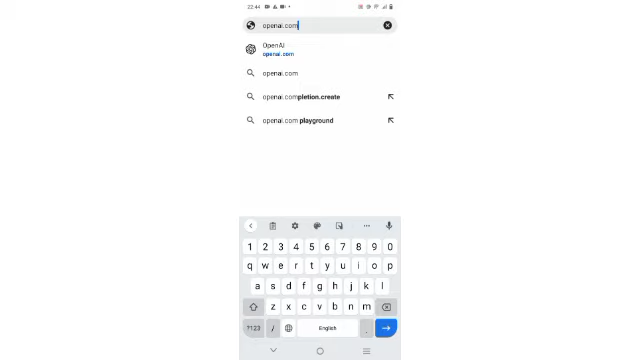 22:44
openai.com
OpenAI
openai.com
openai.com
openai.completion.create
openai.com playground
1 2 3 4 5 6 7 8 9 0
q w e r t y u i o p
a s d f g h j k l
z x c v b n m
?123 / English .